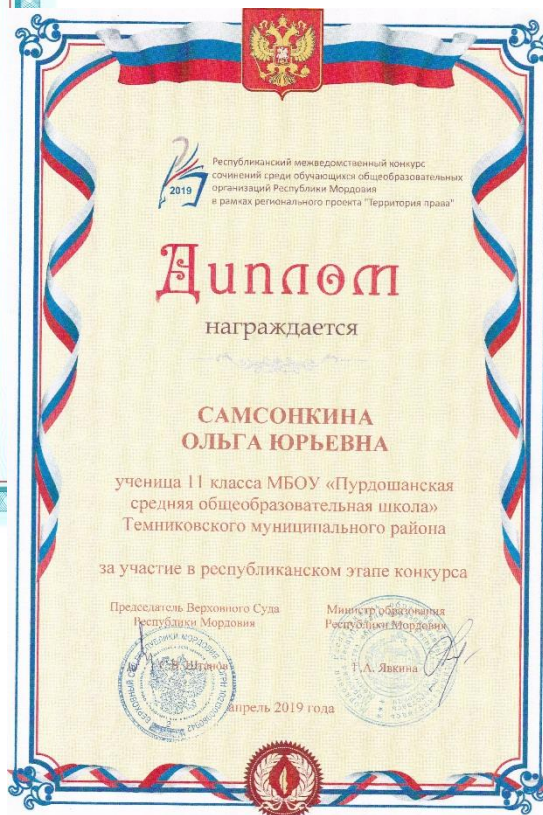 2019
Республиканский межведомственный конкурс
сочинений среди обучающихся общеобразовательных
организаций Республики Мордовия
в рамках регионального проекта "Территория права"
Диплом
награждается
САМСОНКИНА
ОЛЬГА ЮРЬЕВНА
ученица 11 класса МБОУ «Пурдошанская
средняя общеобразовательная школа»
Темниковского муниципального района
за участие в республиканском этапе конкурса
Председатель Верховного Суда
Республики Мордовия
Министр образования
Республики Мордовия
С.В. Штанов
Г.А. Явкина
апрель 2019 года